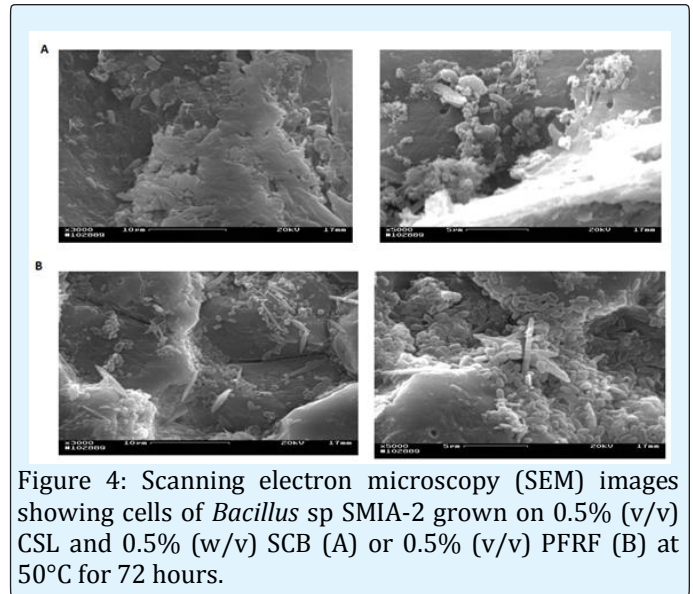 A
x3000 10μm 20kV 17mm
#102889
x5000 5μm 20kV 17mm
#102889
B
x3000 10μm 20kV 17mm
#102889
x5000 5μm 20kV 17mm
#102889
Figure 4: Scanning electron microscopy (SEM) images
showing cells of Bacillus sp SMIA-2 grown on 0.5% (v/v)
CSL and 0.5% (w/v) SCB (A) or 0.5% (v/v) PFRF (B) at
50°C for 72 hours.